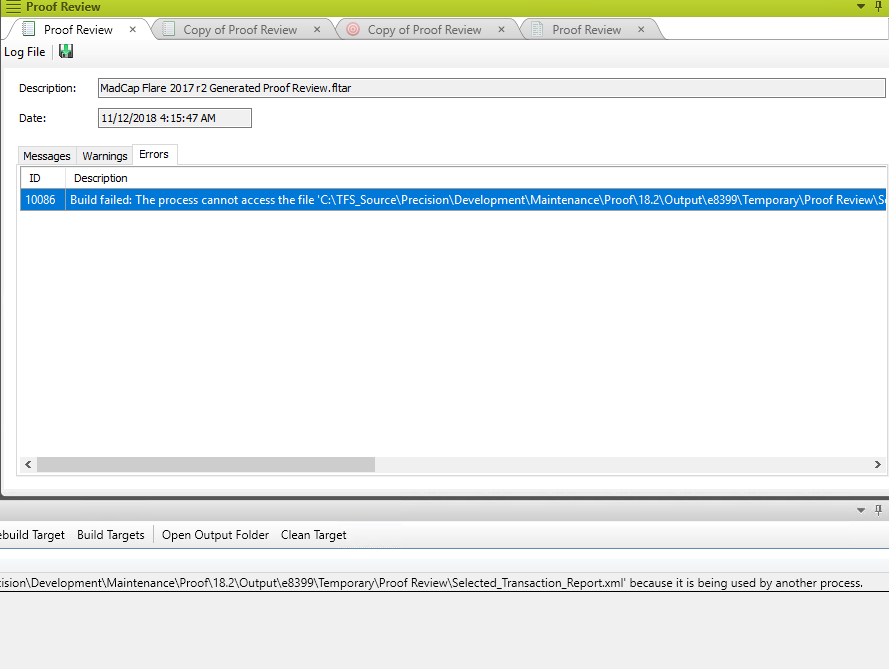 Proof Review
Proof Review Copy of Proof Review Copy of Proof Review Proof Review
Log File
Description: MadCap Flare 2017 r2 Generated Proof Review.fltar
Date: 11/12/2018 4:15:47 AM
Messages Warnings Errors
ID Description
10086 Build failed: The process cannot access the file 'C:\TFS_Source\Precision\Development\Maintenance\Proof\18.2\Output\e8399\Temporary\Proof Review\S
ebuild Target Build Targets Open Output Folder Clean Target
ision\Development\Maintenance\Proof\18.2\Output\e8399\Temporary\Proof Review\Selected_Transaction_Report.xml' because it is being used by another process.